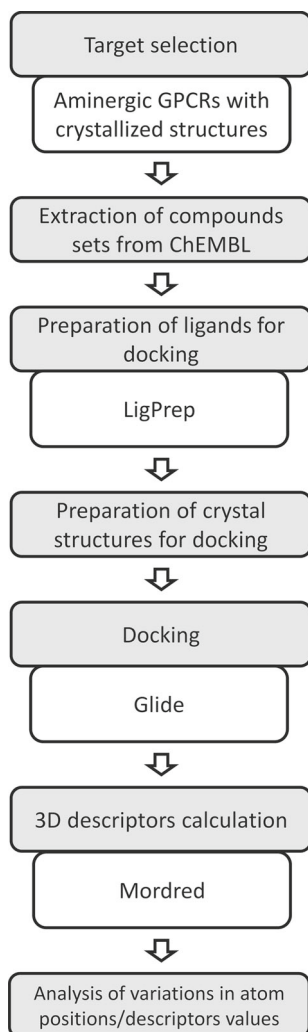 Target selection
Aminergic GPCRs with
crystallized structures
Extraction of compounds
sets from ChEMBL
Preparation of ligands for
docking
LigPrep
Preparation of crystal
structures for docking
Docking
Glide
3D descriptors calculation
Mordred
Analysis of variations in atom
positions/descriptors values